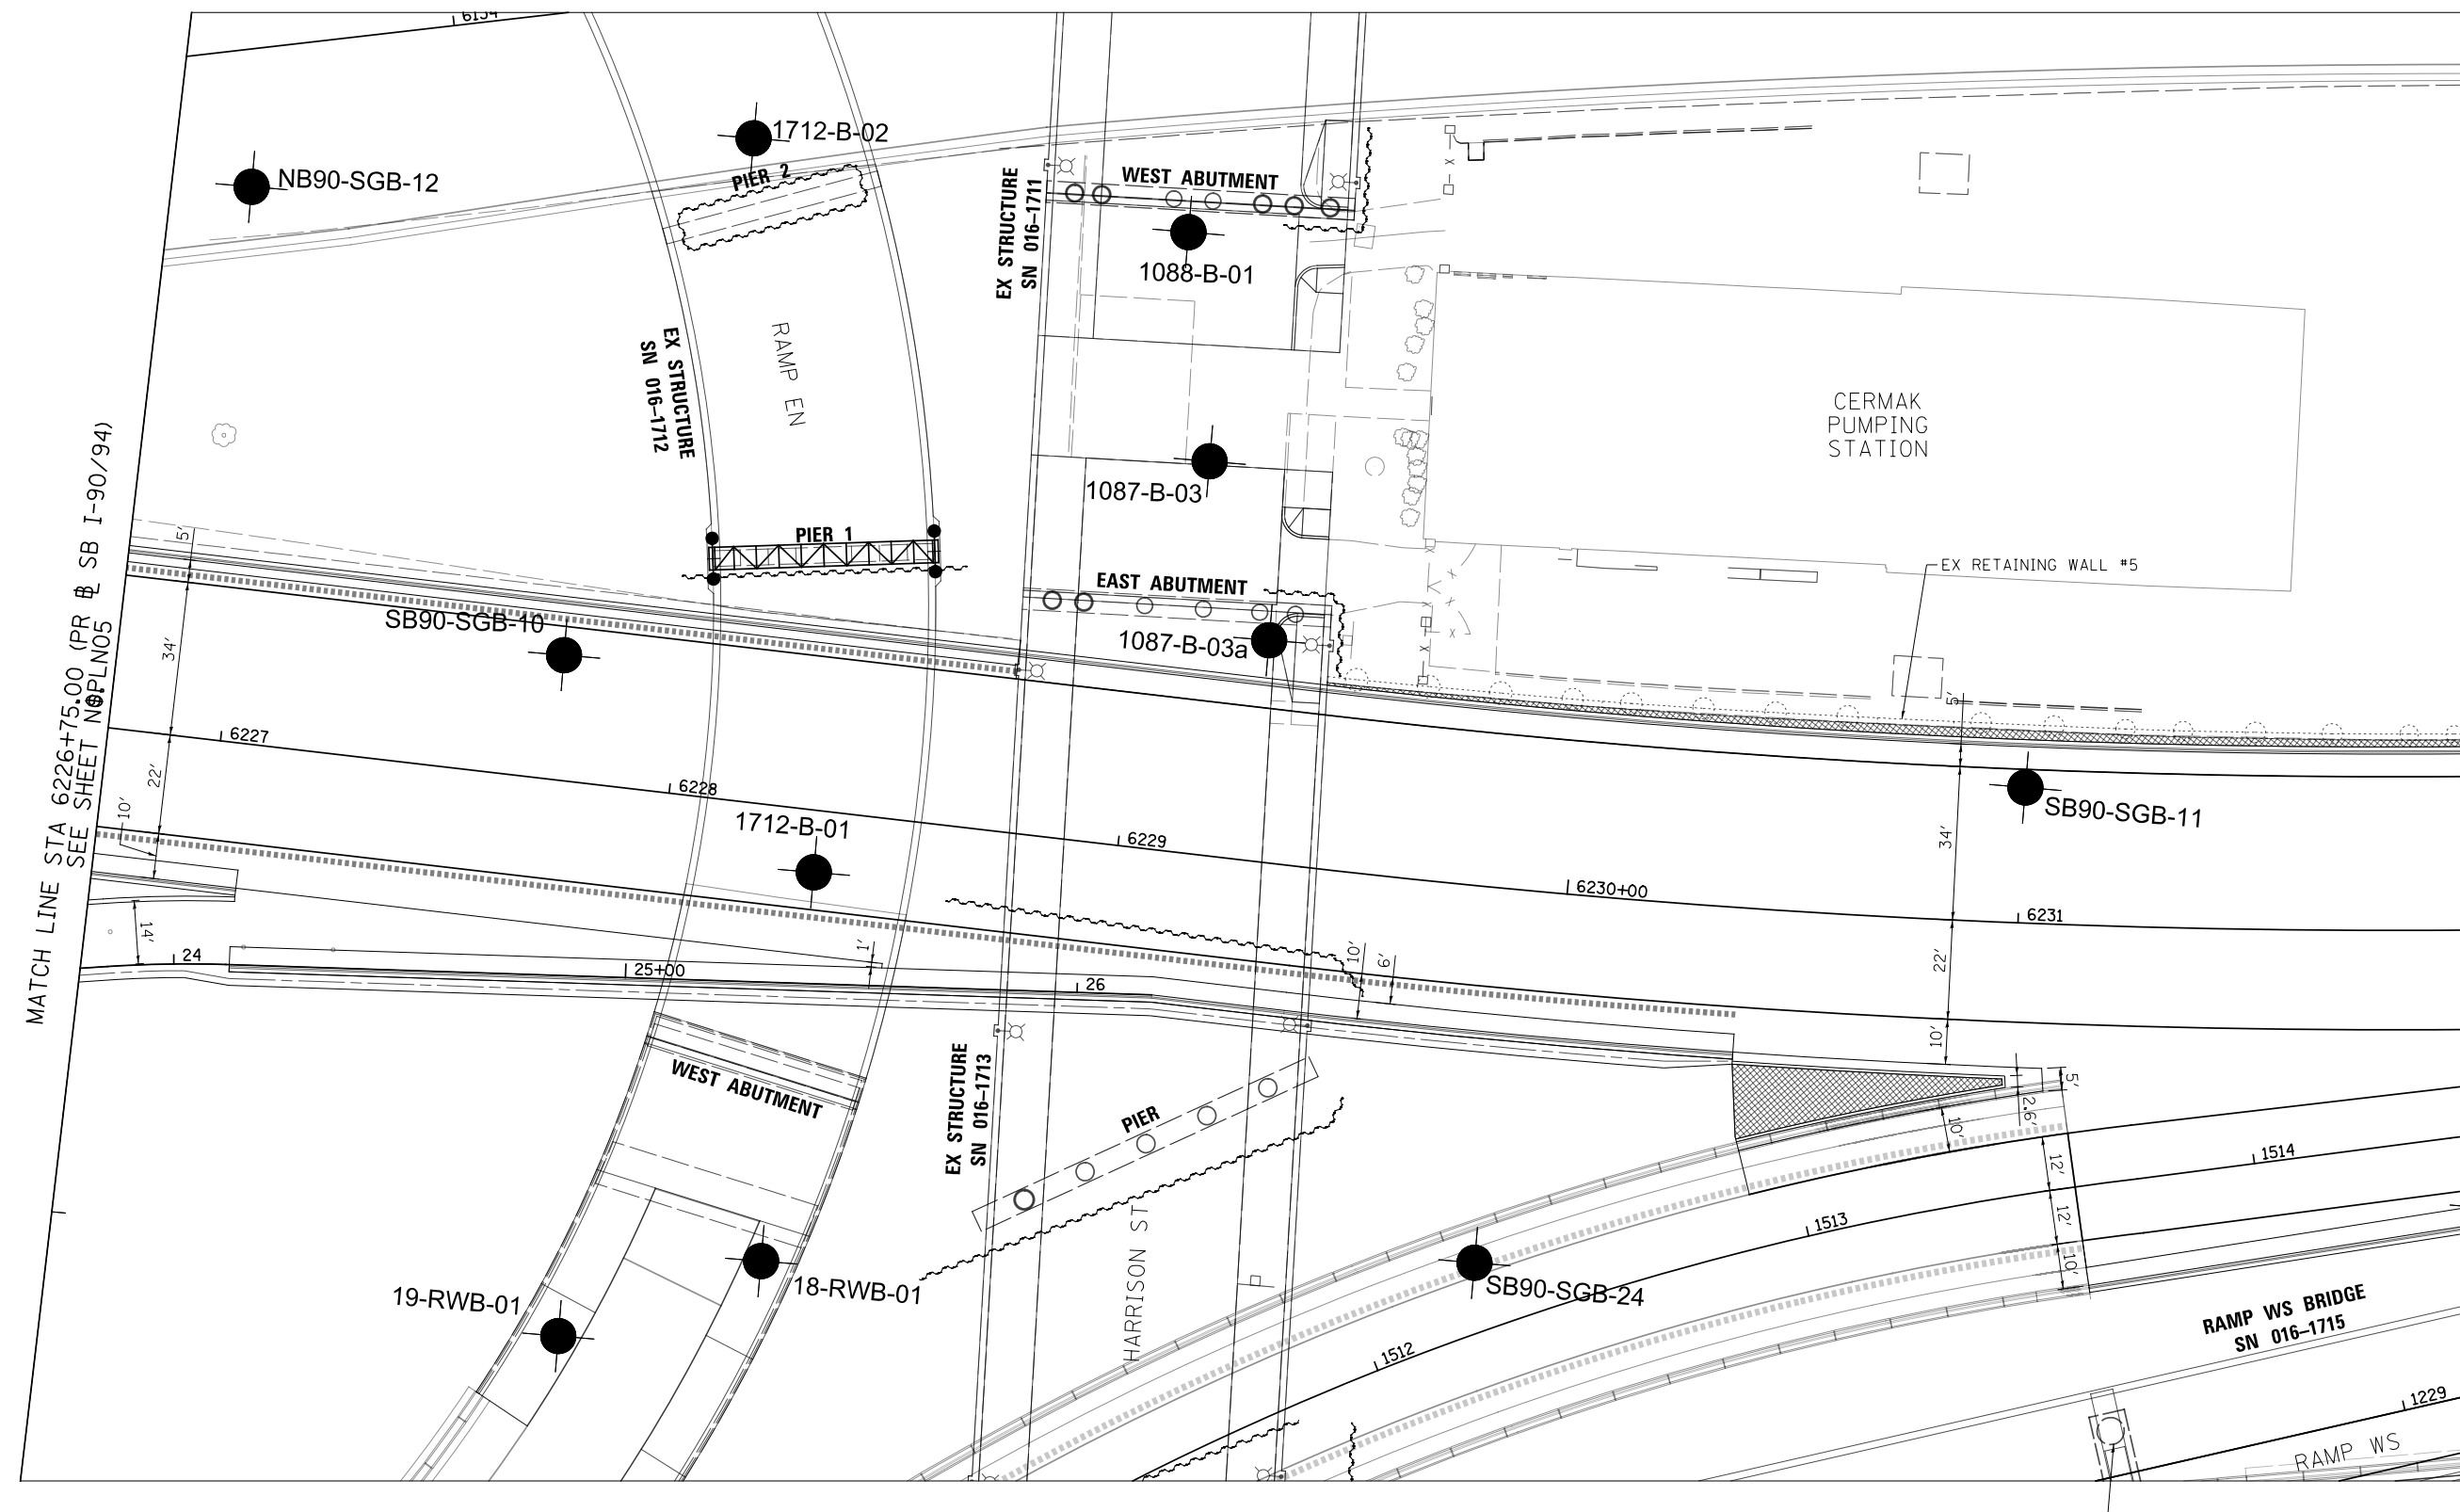 6154
1712-B-02
NB90-SGB-12
PIER 2
WEST ABUTMENT
EX STRUCTURE
SN 016-1711
1088-B-01
EX STRUCTURE
SN 016-1712
RAMP EN
CERMAK
PUMPING
STATION
1087-B-03
PIER 1
EX RETAINING WALL #5
EAST ABUTMENT
1087-B-03a
SB90-SGB-10
5'
34'
22'
10'
14'
MATCH LINE STA 6226+75.00 (PR B SB I-90/94)
SEE SHEET
6227
6228
6229
6230+00
6231
1712-B-01
SB90-SGB-11
5'
34'
22'
10'
24
25+00
26
1'
10'
6'
WEST ABUTMENT
EX STRUCTURE
SN 016-1713
PIER
HARRISON ST
5'
2.6'
10'
12'
12'
10'
1514
1513
1512
SB90-SGB-24
18-RWB-01
19-RWB-01
RAMP WS BRIDGE
SN 016-1715
1229
RAMP WS